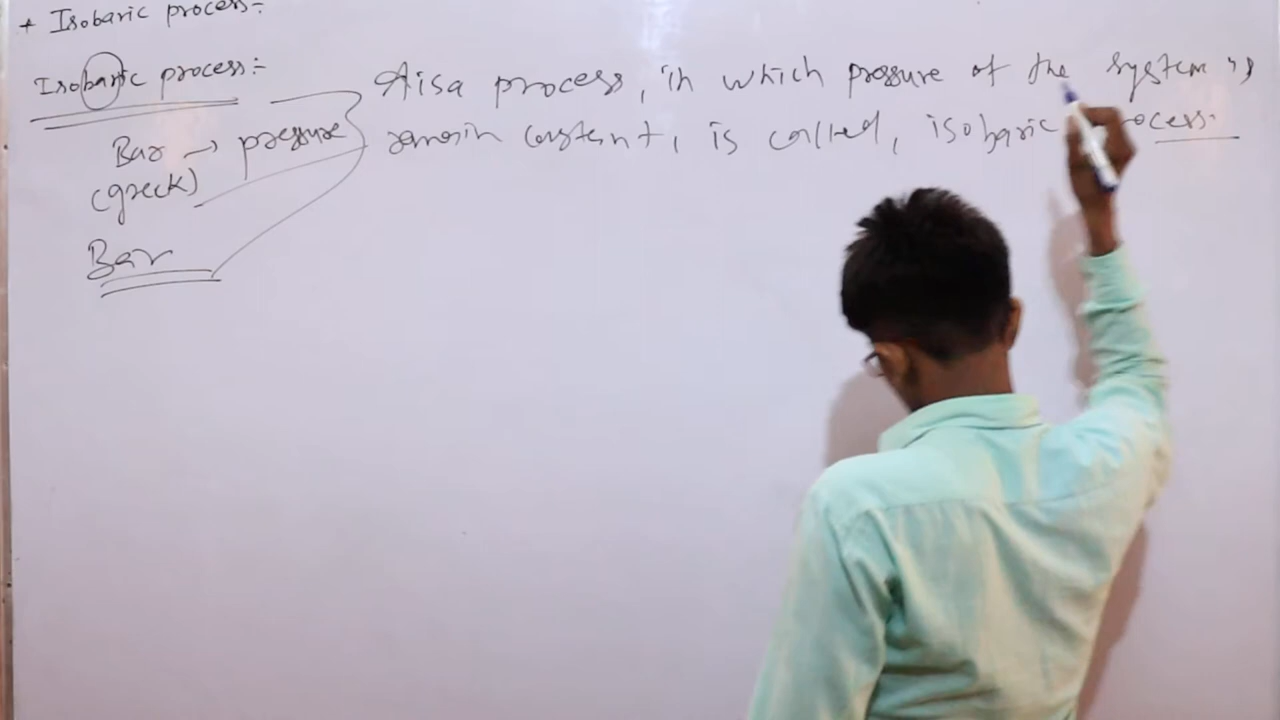 + Isobaric process:-
Isobaric process:-
Aisa process, in which pressure of the system is
remain constant, is called, isobaric process.
Bar → pressure
(greek)
Bar